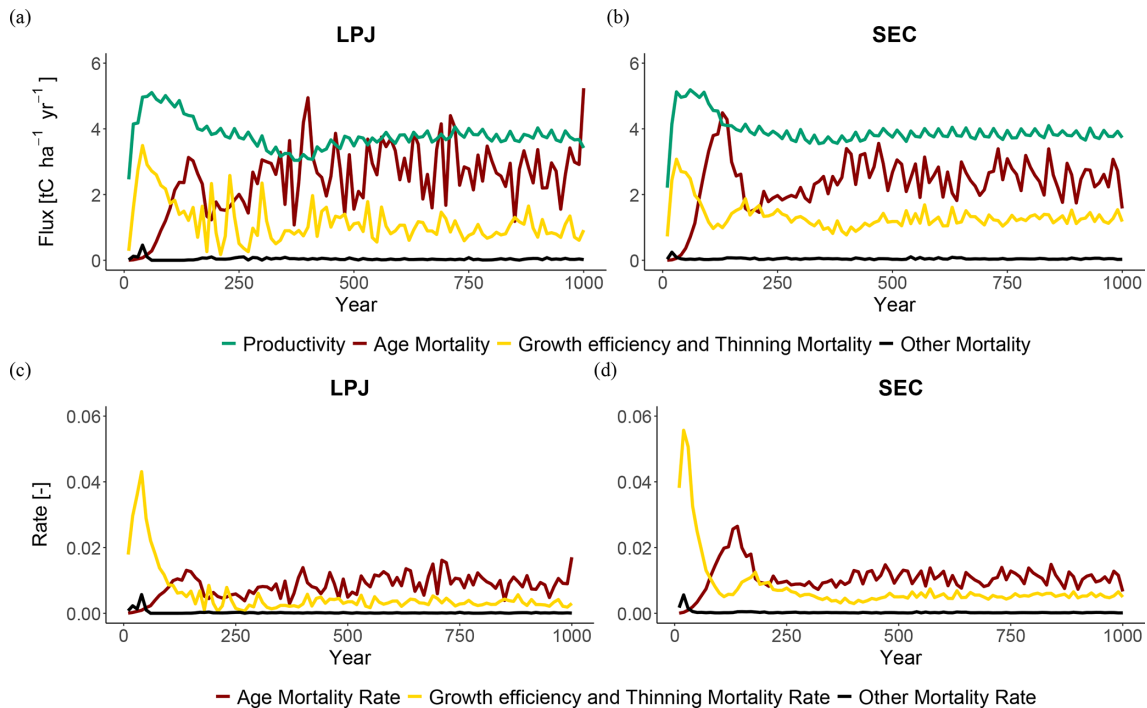 (a)
(b)
LPJ
SEC
6
4
2
0
Flux [tC ha⁻¹ yr⁻¹]
0 250 500 750 1000
Year
6
4
2
0
0 250 500 750 1000
Year
Productivity Age Mortality Growth efficiency and Thinning Mortality Other Mortality
(c)
(d)
LPJ
SEC
0.06
0.04
0.02
0.00
Rate [-]
0 250 500 750 1000
Year
0.06
0.04
0.02
0.00
0 250 500 750 1000
Year
Age Mortality Rate Growth efficiency and Thinning Mortality Rate Other Mortality Rate